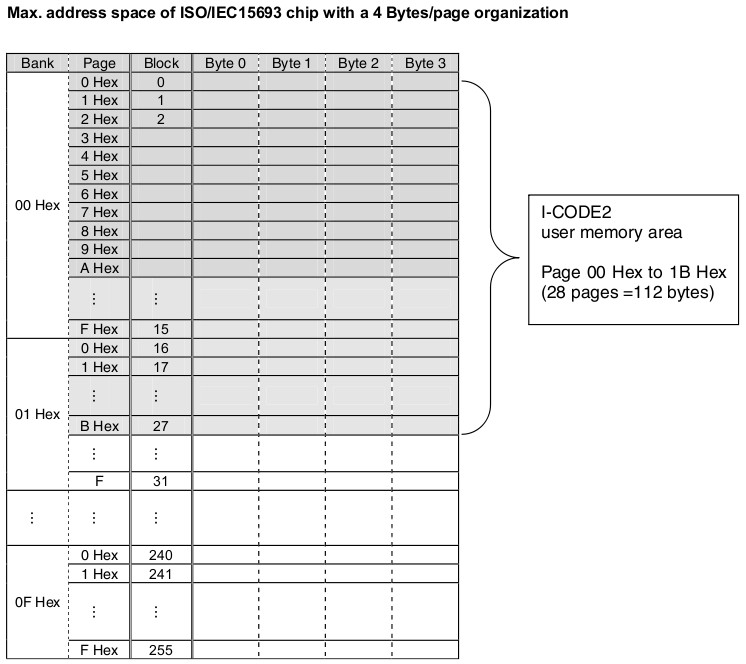 Max. address space of ISO/IEC15693 chip with a 4 Bytes/page organization
Bank Page Block Byte 0 Byte 1 Byte 2 Byte 3
00 Hex
0 Hex 0
1 Hex 1
2 Hex 2
3 Hex
4 Hex
5 Hex
6 Hex
7 Hex
8 Hex
9 Hex
A Hex
⋮ ⋮
F Hex 15
01 Hex
0 Hex 16
1 Hex 17
⋮ ⋮
B Hex 27
⋮ ⋮
F 31
⋮ ⋮ ⋮
0F Hex
0 Hex 240
1 Hex 241
⋮ ⋮
F Hex 255
I-CODE2
user memory area
Page 00 Hex to 1B Hex
(28 pages =112 bytes)